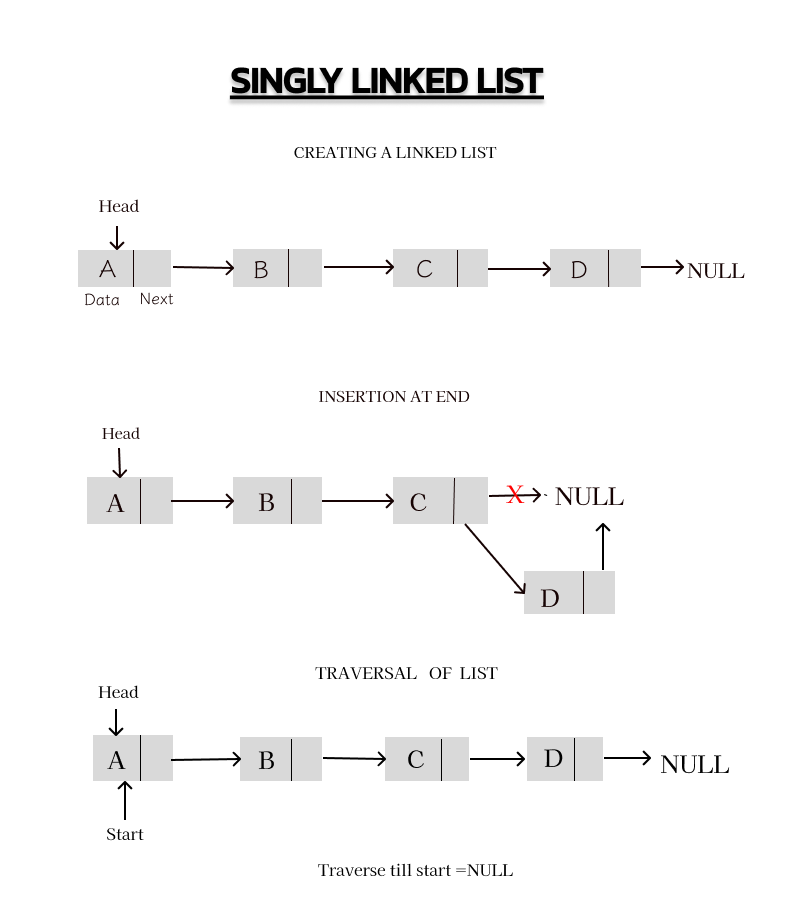 SINGLY LINKED LIST
CREATING A LINKED LIST
Head
A B C D NULL
Data Next
INSERTION AT END
Head
A B C X NULL
D
TRAVERSAL OF LIST
Head
A B C D NULL
Start
Traverse till start =NULL